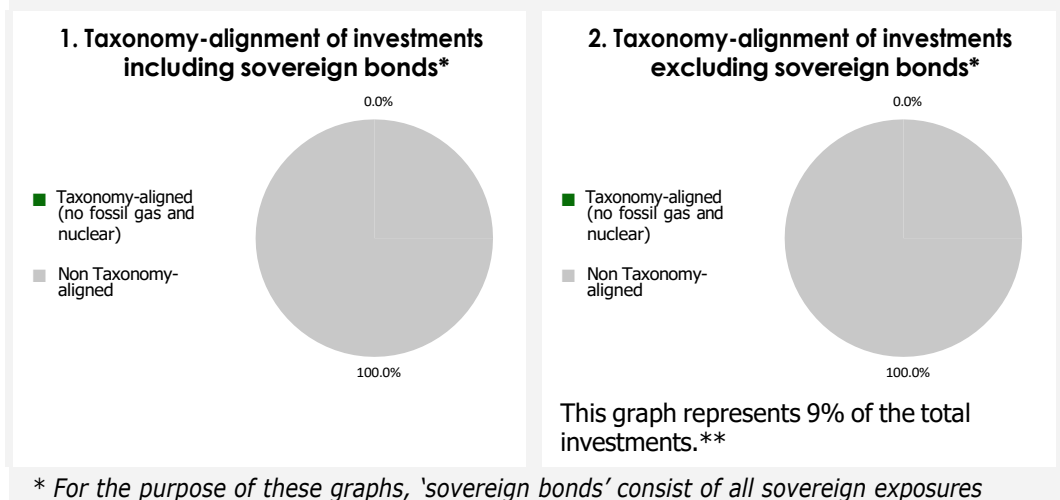 1. Taxonomy-alignment of investments
including sovereign bonds*
0.0%
Taxonomy-aligned
(no fossil gas and
nuclear)
Non Taxonomy-
aligned
100.0%
2. Taxonomy-alignment of investments
excluding sovereign bonds*
0.0%
Taxonomy-aligned
(no fossil gas and
nuclear)
Non Taxonomy-
aligned
100.0%
This graph represents 9% of the total
investments.**
* For the purpose of these graphs, ‘sovereign bonds’ consist of all sovereign exposures